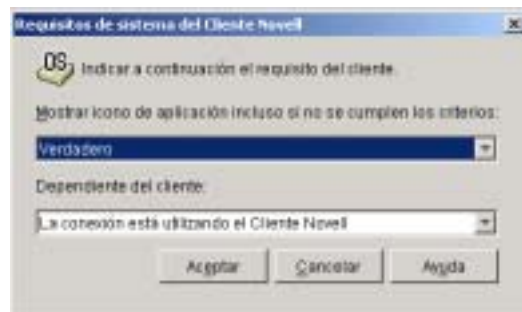 Requisitos de sistema del Cliente Novell
OS
Indicar a continuación el requisito del cliente.
Mostrar icono de aplicación incluso si no se cumplen los criterios:
Verdadero
Dependiente del cliente:
La conexión está utilizando el Cliente Novell
Aceptar Cancelar Ayuda